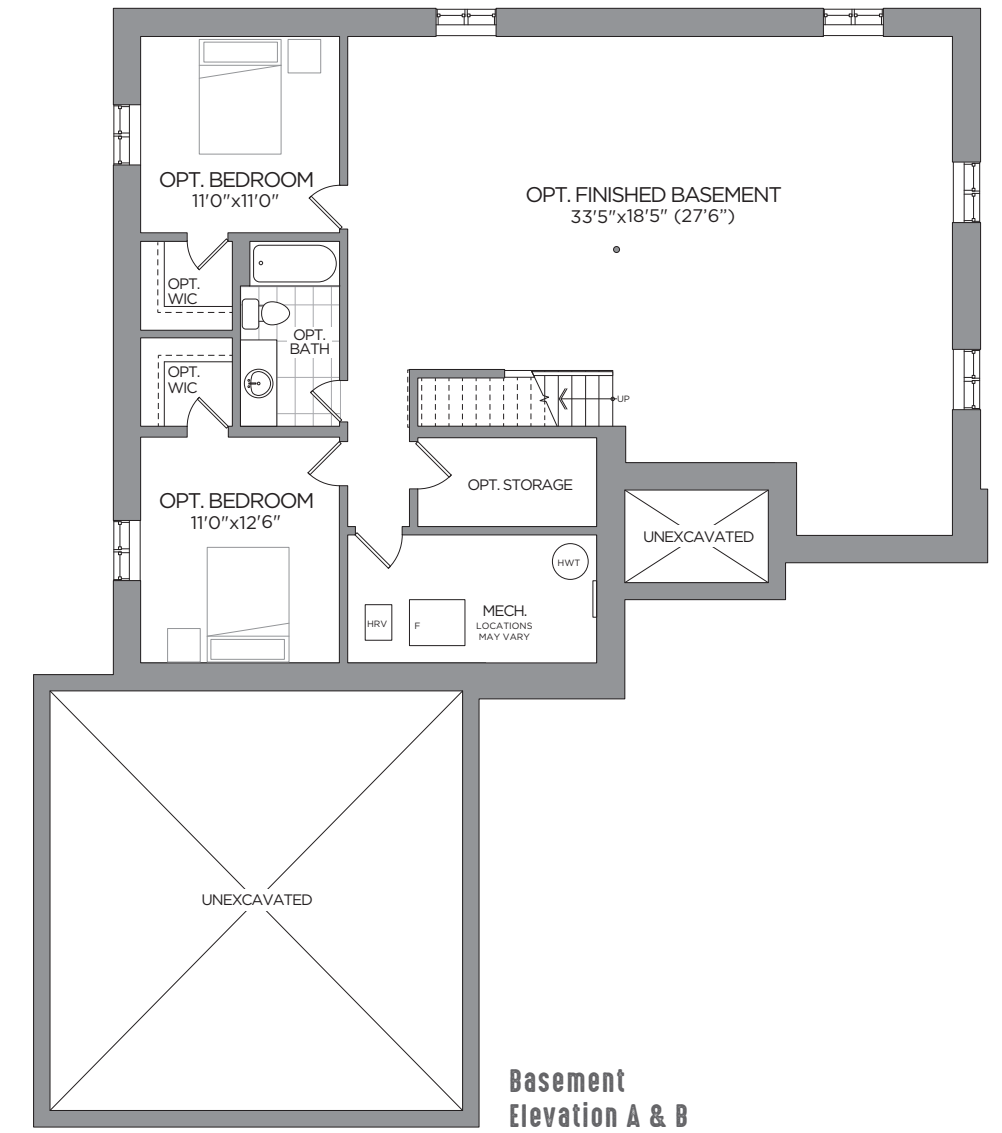 OPT. BEDROOM
11'0"x11'0"
OPT. FINISHED BASEMENT
33'5"x18'5" (27'6”)
OPT.
WIC
OPT.
BATH
OPT.
WIC
UP
OPT. BEDROOM
11'0"x12'6"
OPT. STORAGE
UNEXCAVATED
HWT
HRV
F
MECH.
LOCATIONS
MAY VARY
UNEXCAVATED
Basement
Elevation A & B